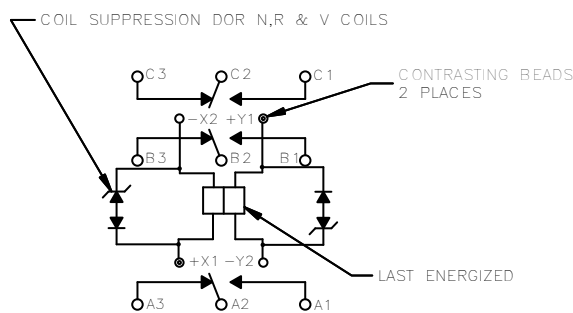 COIL SUPPRESSION DOR N,R & V COILS
C3 C2 C1
CONTRASTING BEADS
2 PLACES
-X2 +Y1
B3 B2 B1
+X1 -Y2
LAST ENERGIZED
A3 A2 A1